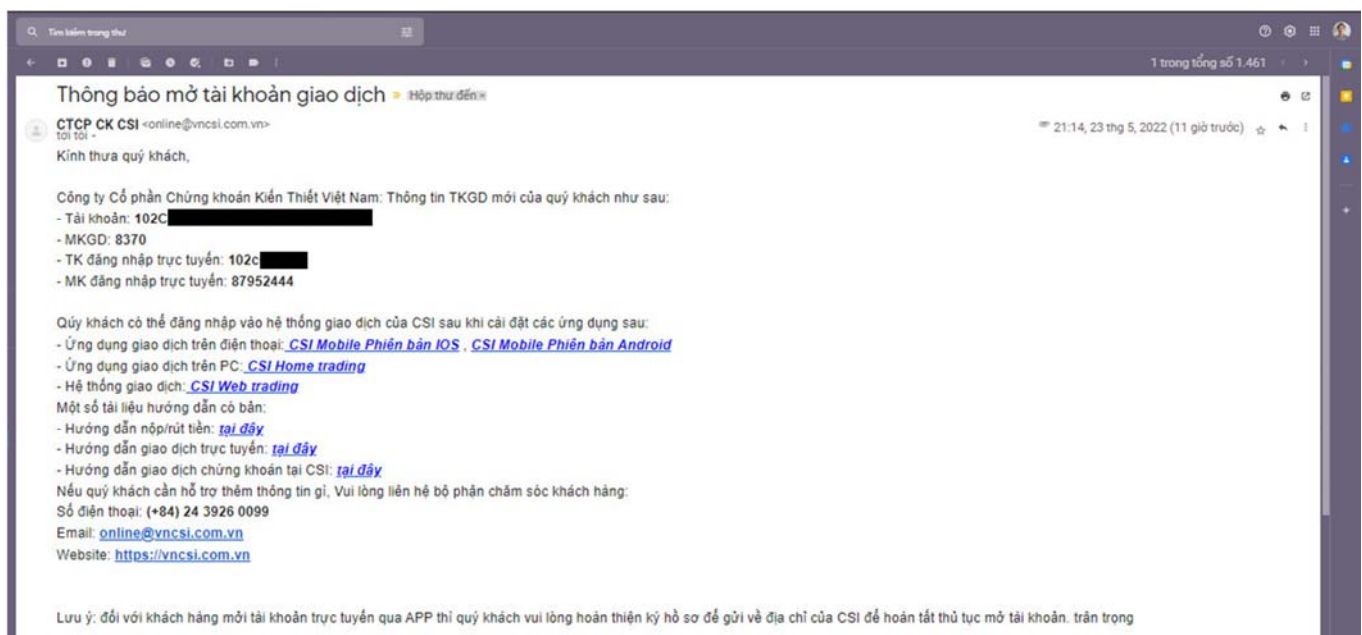 Tìm kiếm trong thư
1 trong tổng số 1.461
Thông báo mở tài khoản giao dịch Hộp thư đến ×
CTCP CK CSI <online@vncsi.com.vn>
tới tôi
21:14, 23 thg 5, 2022 (11 giờ trước)
Kính thưa quý khách,
Công ty Cổ phần Chứng khoán Kiến Thiết Việt Nam: Thông tin TKGD mới của quý khách như sau:
- Tài khoản: 102C
- MKGD: 8370
- TK đăng nhập trực tuyến: 102c
- MK đăng nhập trực tuyến: 87952444
Qúy khách có thể đăng nhập vào hệ thống giao dịch của CSI sau khi cài đặt các ứng dụng sau:
- Ứng dụng giao dịch trên điện thoại: CSI Mobile Phiên bản IOS , CSI Mobile Phiên bản Android
- Ứng dụng giao dịch trên PC: CSI Home trading
- Hệ thống giao dịch: CSI Web trading
Một số tài liệu hướng dẫn có bản:
- Hướng dẫn nộp/rút tiền: tại đây
- Hướng dẫn giao dịch trực tuyến: tại đây
- Hướng dẫn giao dịch chứng khoán tại CSI: tại đây
Nếu quý khách cần hỗ trợ thêm thông tin gì, Vui lòng liên hệ bộ phận chăm sóc khách hàng:
Số điện thoại: (+84) 24 3926 0099
Email: online@vncsi.com.vn
Website: https://vncsi.com.vn
Lưu ý: đối với khách hàng mới tài khoản trực tuyến qua APP thì quý khách vui lòng hoàn thiện ký hồ sơ để gửi về địa chỉ của CSI để hoàn tất thủ tục mở tài khoản. trân trọng